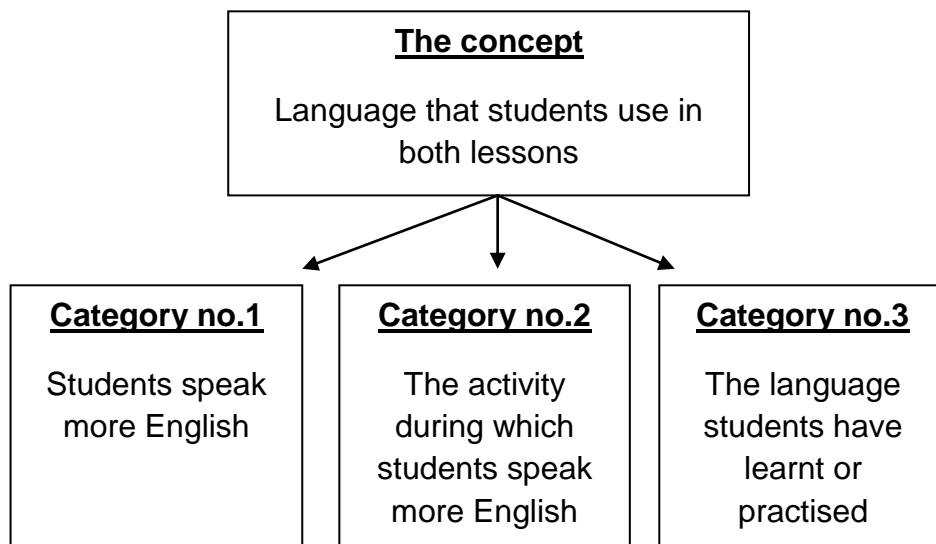 The concept
Language that students use in
both lessons
Category no.1
Students speak
more English
Category no.2
The activity
during which
students speak
more English
Category no.3
The language
students have
learnt or
practised